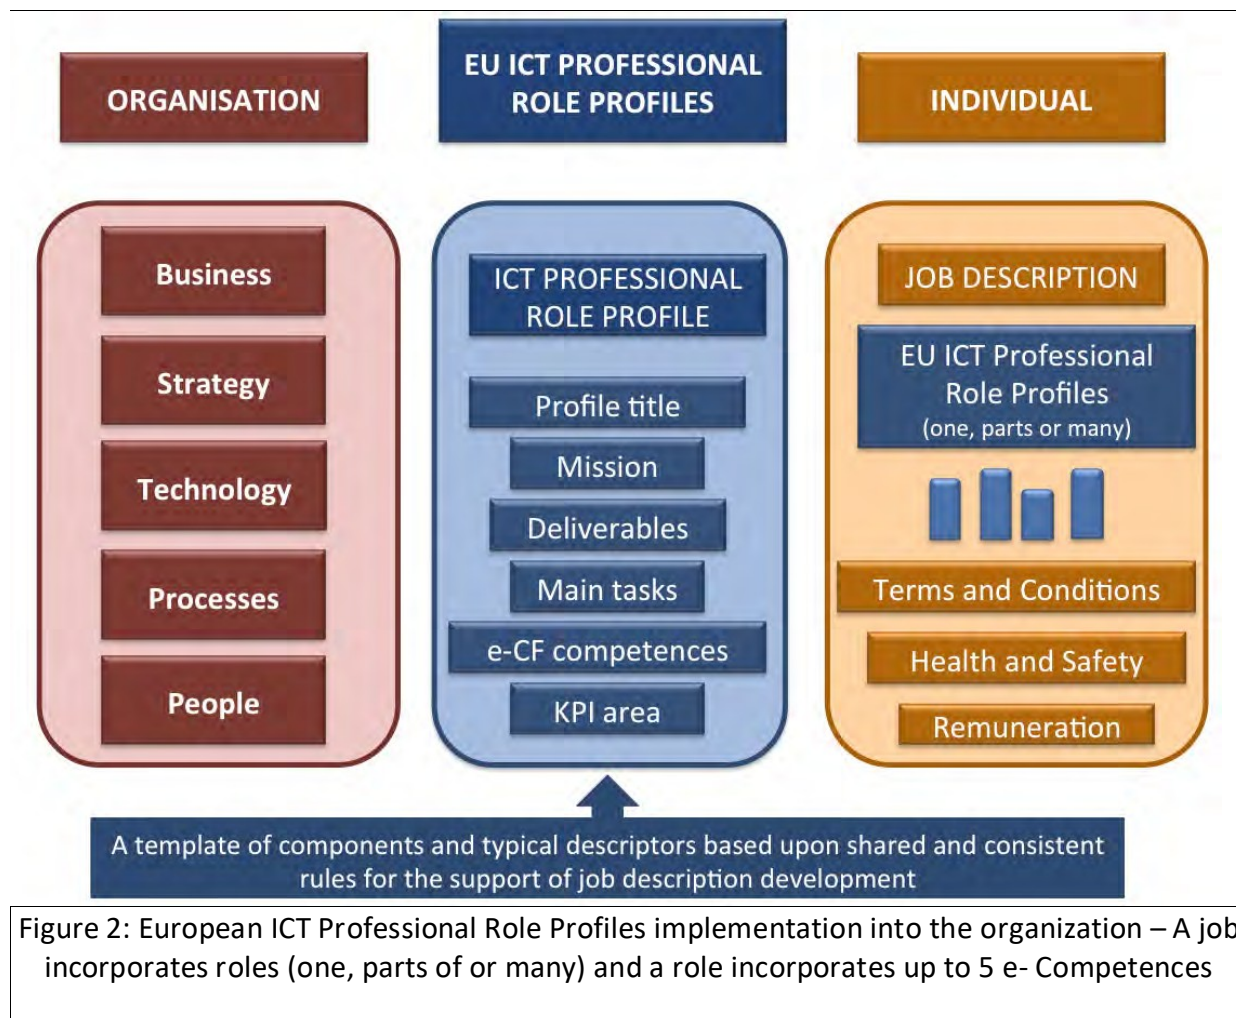 ORGANISATION
EU ICT PROFESSIONAL
ROLE PROFILES
INDIVIDUAL
Business
Strategy
Technology
Processes
People
ICT PROFESSIONAL
ROLE PROFILE
Profile title
Mission
Deliverables
Main tasks
e-CF competences
KPI area
JOB DESCRIPTION
EU ICT Professional
Role Profiles
(one, parts or many)
Terms and Conditions
Health and Safety
Remuneration
A template of components and typical descriptors based upon shared and consistent
rules for the support of job description development
Figure 2: European ICT Professional Role Profiles implementation into the organization – A job
incorporates roles (one, parts of or many) and a role incorporates up to 5 e- Competences